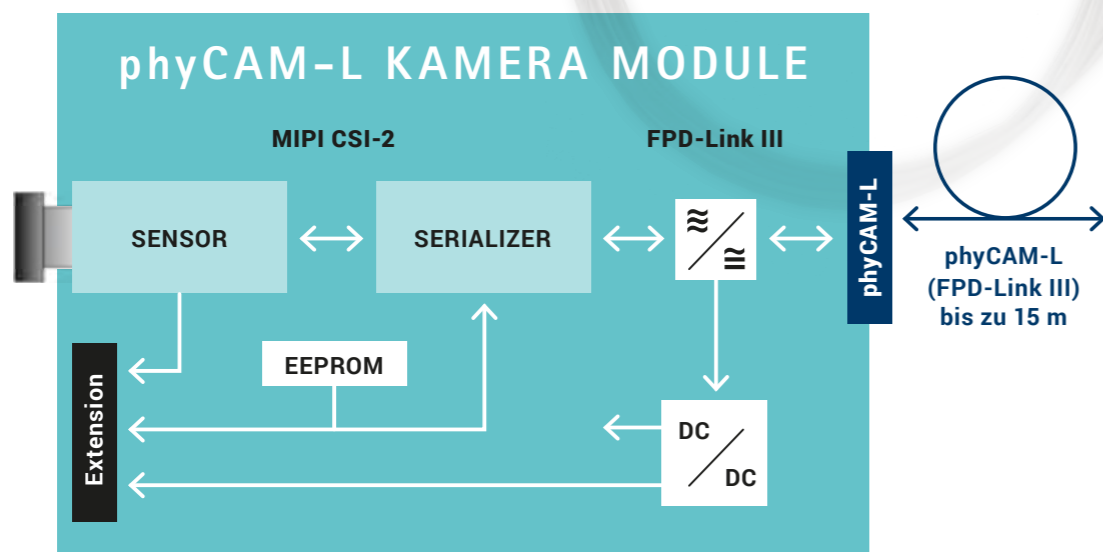 phyCAM-L KAMERA MODULE
MIPI CSI-2
FPD-Link III
SENSOR
SERIALIZER
phyCAM-L
phyCAM-L
(FPD-Link III)
bis zu 15 m
EEPROM
Extension
DC
DC